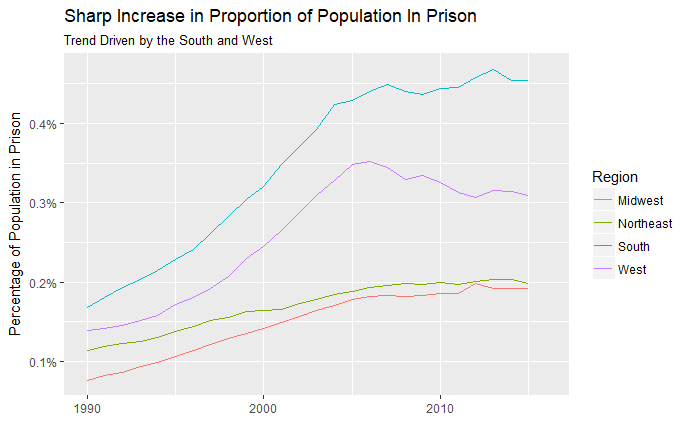 Sharp Increase in Proportion of Population In Prison
Trend Driven by the South and West
Percentage of Population in Prison
0.4%
0.3%
0.2%
0.1%
1990
2000
2010
Region
Midwest
Northeast
South
West